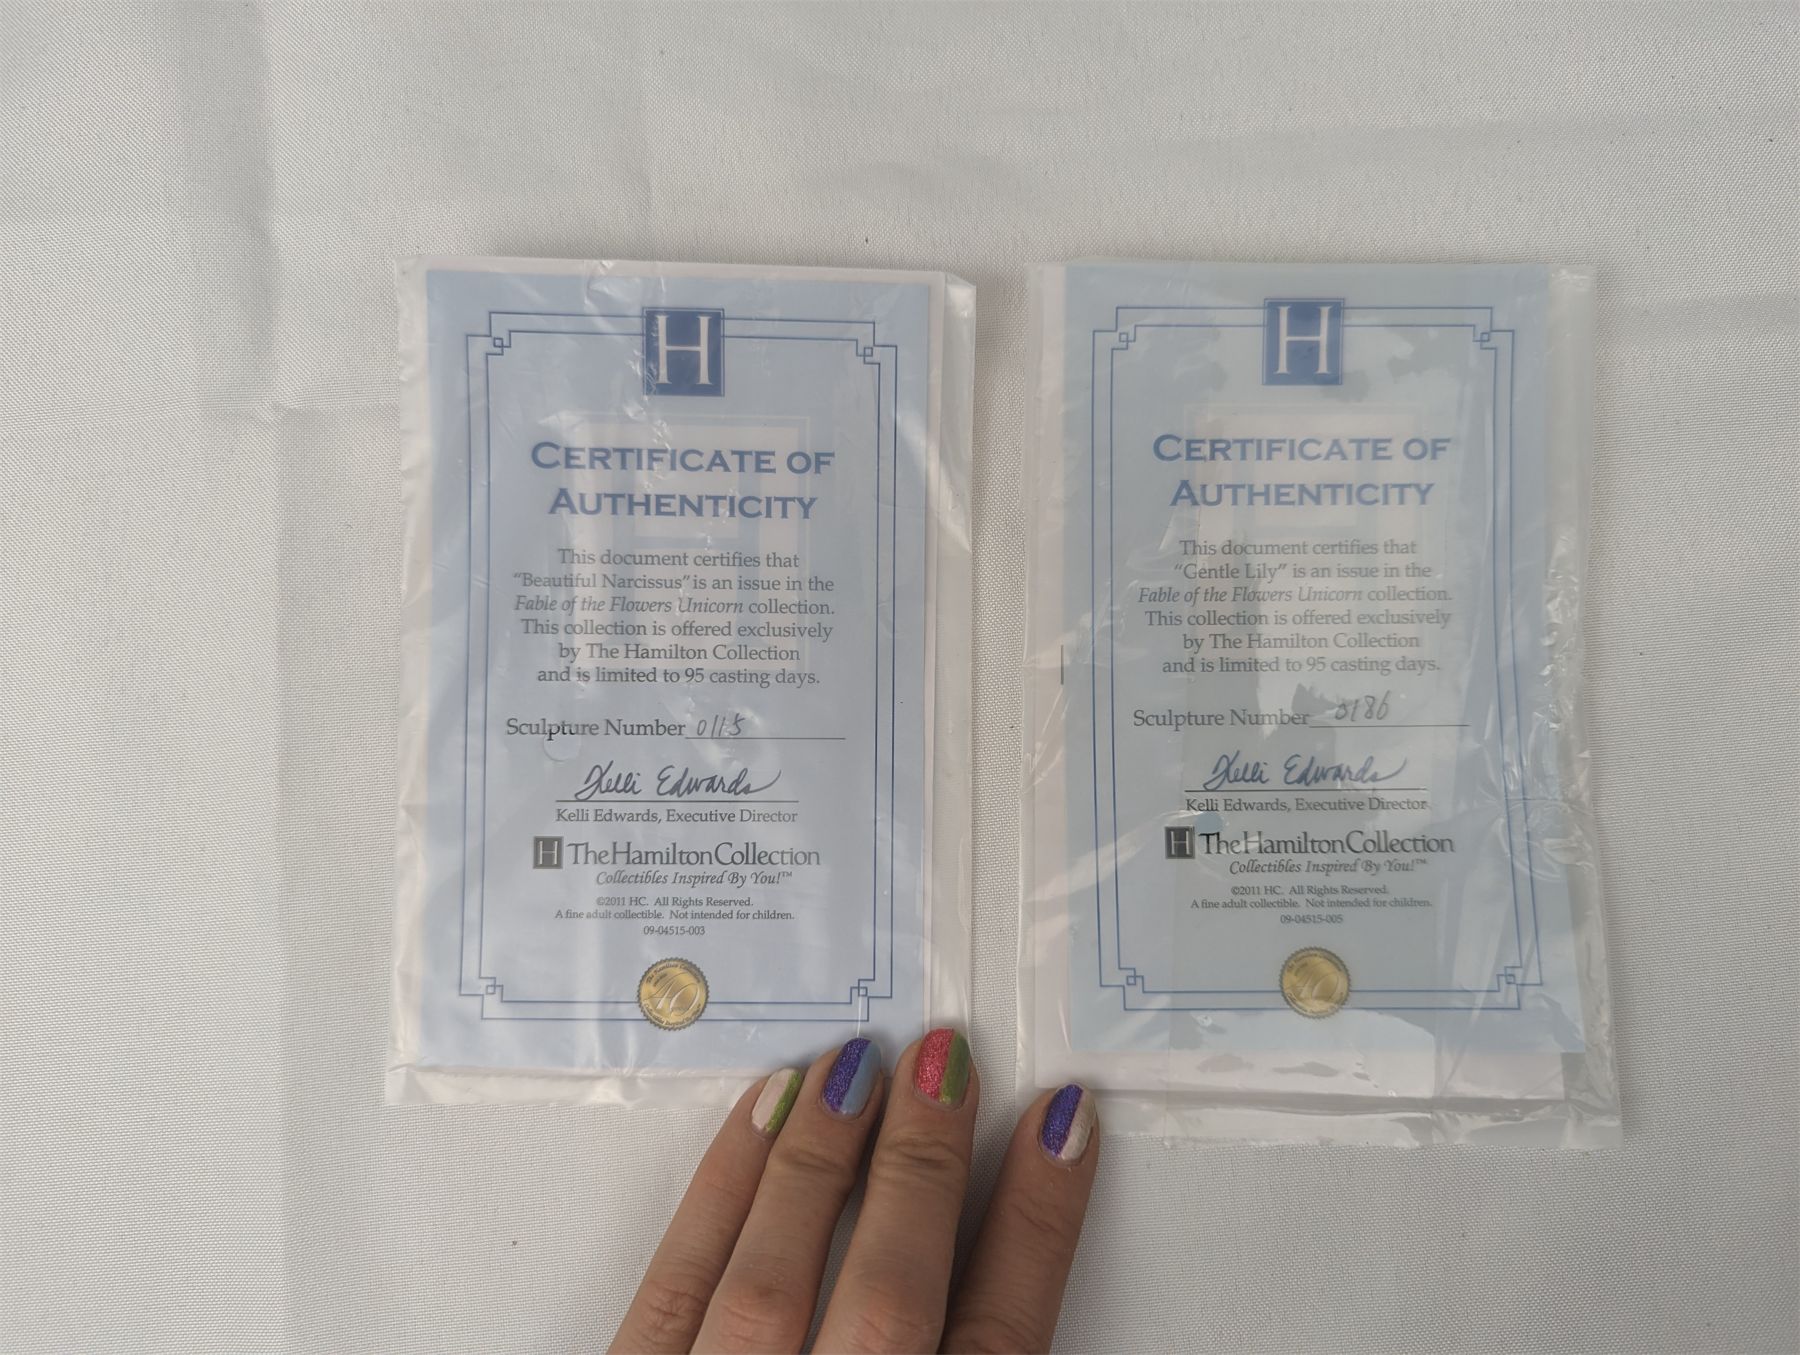 H
CERTIFICATE OF
AUTHENTICITY
This document certifies that
"Beautiful Narcissus" is an issue in the
Fable of the Flowers Unicorn collection.
This collection is offered exclusively
by The Hamilton Collection
and is limited to 95 casting days.
Sculpture Number 0115
Kelli Edwards
Kelli Edwards, Executive Director
H The Hamilton Collection
Collectibles Inspired By You!™
©2011 HC. All Rights Reserved.
A fine adult collectible. Not intended for children.
09-04515-003
40
H
CERTIFICATE OF
AUTHENTICITY
This document certifies that
"Gentle Lily" is an issue in the
Fable of the Flowers Unicorn collection.
This collection is offered exclusively
by The Hamilton Collection
and is limited to 95 casting days.
Sculpture Number 0186
Kelli Edwards
Kelli Edwards, Executive Director
H The Hamilton Collection
Collectibles Inspired By You!™
©2011 HC. All Rights Reserved.
A fine adult collectible. Not intended for children.
09-04515-005
40